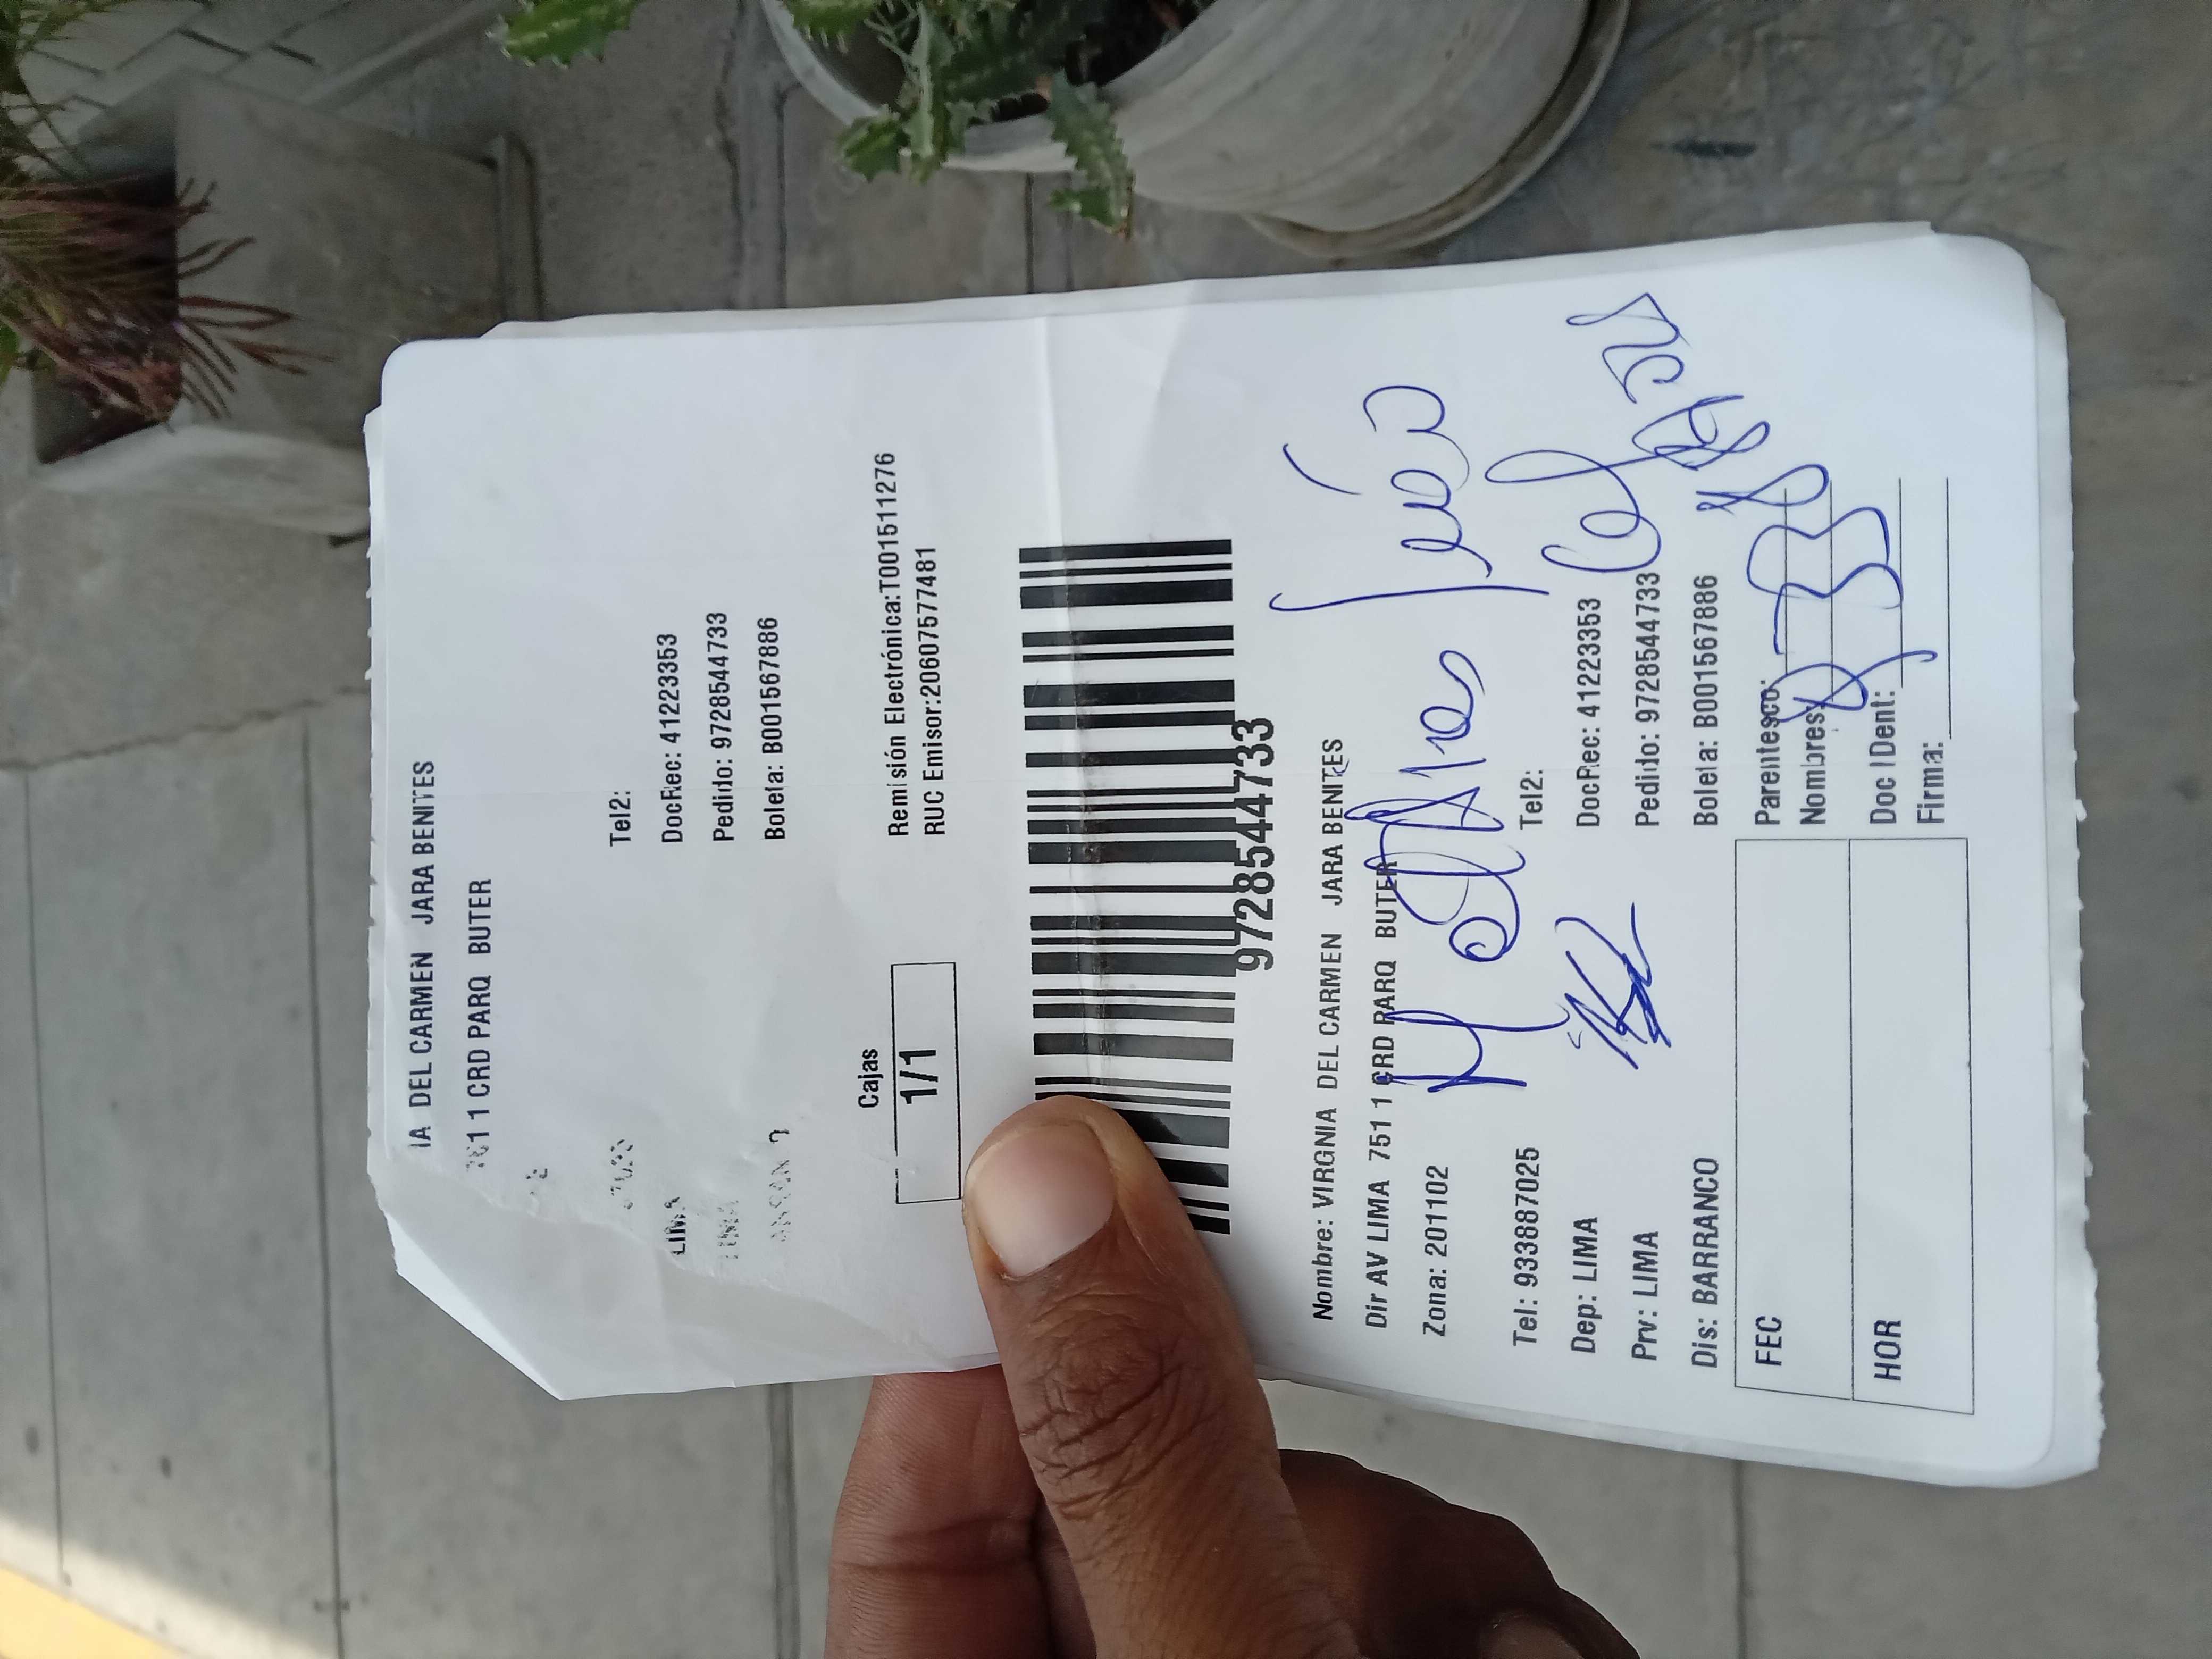 IA DEL CARMEN JARA BENITES
1 1 CRD PARQ BUTER
Tel2:
LIMA DocRec: 41223353
LIMA Pedido: 9728544733
Boleta: B001567886
Cajas
1/1
Remisión Electrónica:T001511276
RUC Emisor:20607577481
9728544733
Nombre: VIRGNIA DEL CARMEN JARA BENITES
Dir AV LIMA 751 1 CRD PARQ BUTER
Zona: 201102
Tel: 933887025 Tel2:
Dep: LIMA DocRec: 41223353
Prv: LIMA Pedido: 9728544733
Dis: BARRANCO Boleta: B001567886
FEC Parentesco:
Nombres:
HOR Doc IDent:
Firma: